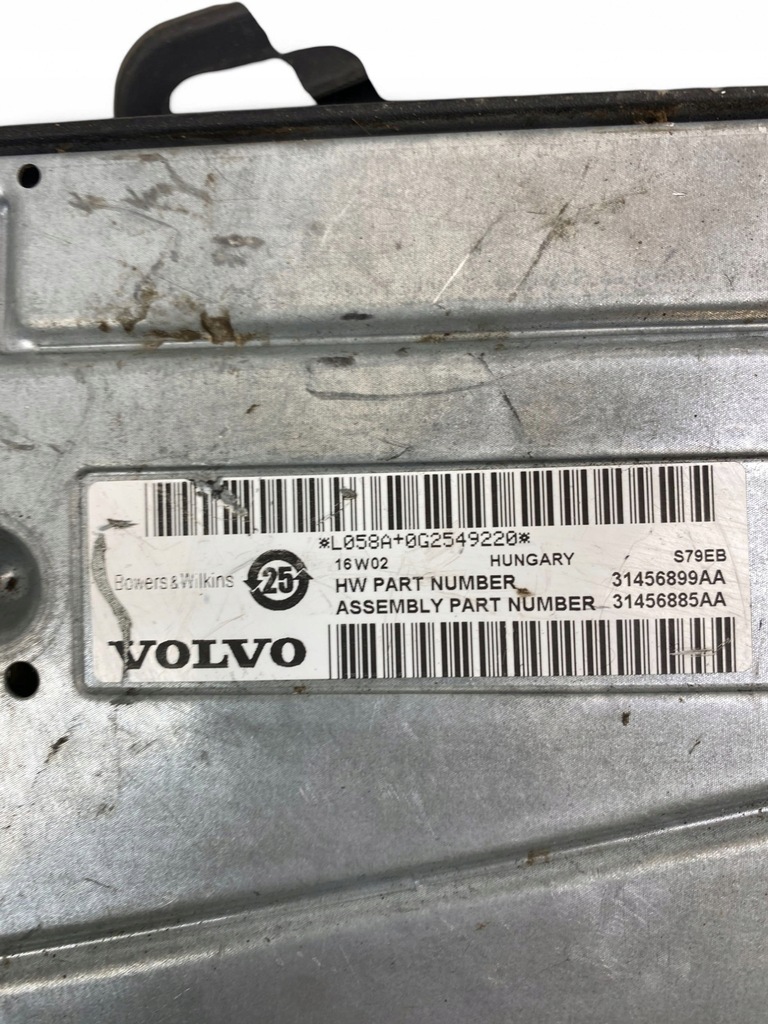 *L058A+0G2549220*
16W02 HUNGARY S79EB
Bowers & Wilkins 25 HW PART NUMBER 31456899AA
ASSEMBLY PART NUMBER 31456885AA
VOLVO